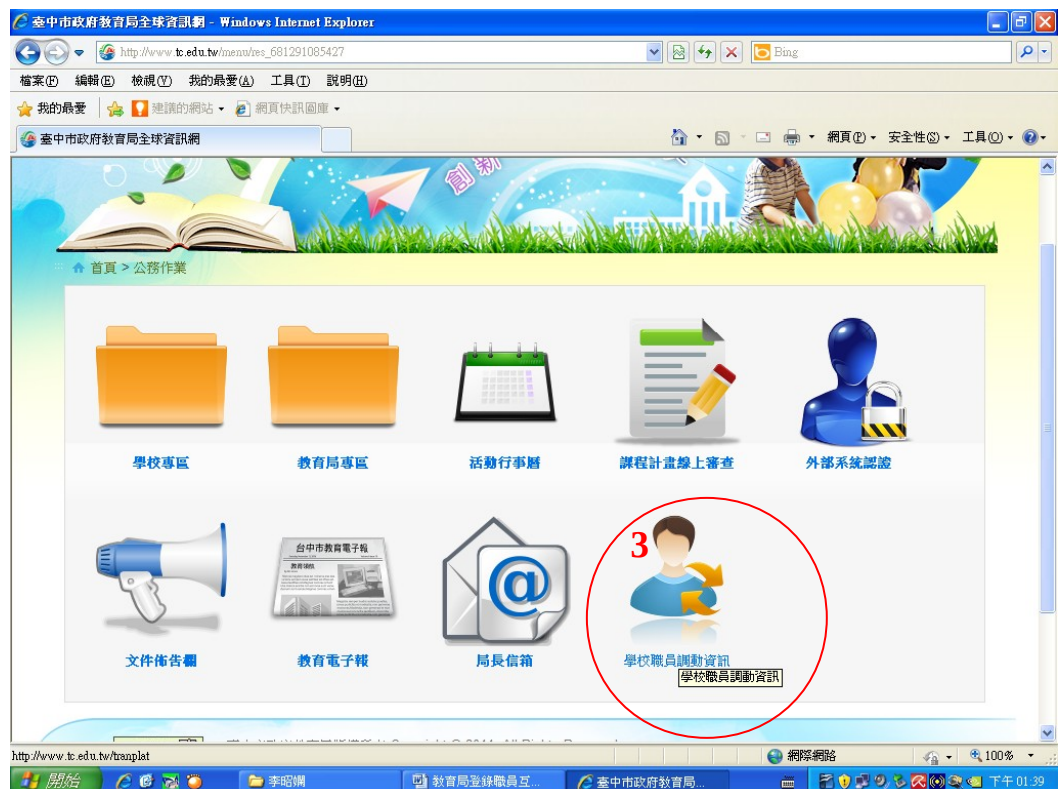 臺中市政府教育局全球資訊網 - Windows Internet Explorer
http://www.tc.edu.tw/menu/res_681291085427
Bing
檔案(F) 編輯(E) 檢視(V) 我的最愛(A) 工具(T) 說明(H)
我的最愛 建議的網站 網頁快訊圖庫
臺中市政府教育局全球資訊網
網頁(P) 安全性(S) 工具(O)
創新
首頁 > 公務作業
學校專區 教育局專區 活動行事曆 課程計畫線上審查 外部系統認證
3
台中市教育電子報
文件佈告欄 教育電子報 局長信箱 學校職員調動資訊
學校職員調動資訊
http://www.tc.edu.tw/tranplat
網際網路
100%
開始 李昭嫻 教育局登錄職員互... 臺中市政府教育局... 下午 01:39